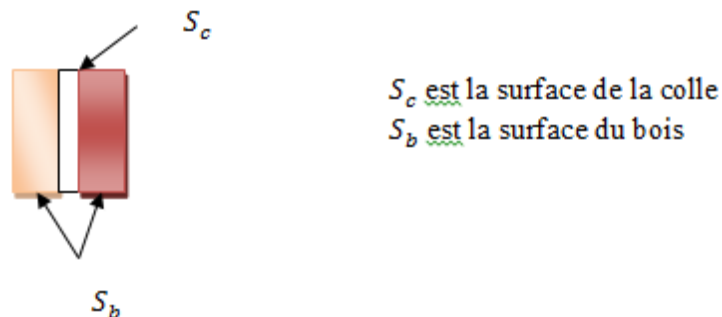 S_c
S_c est la surface de la colle
S_b est la surface du bois
S_b